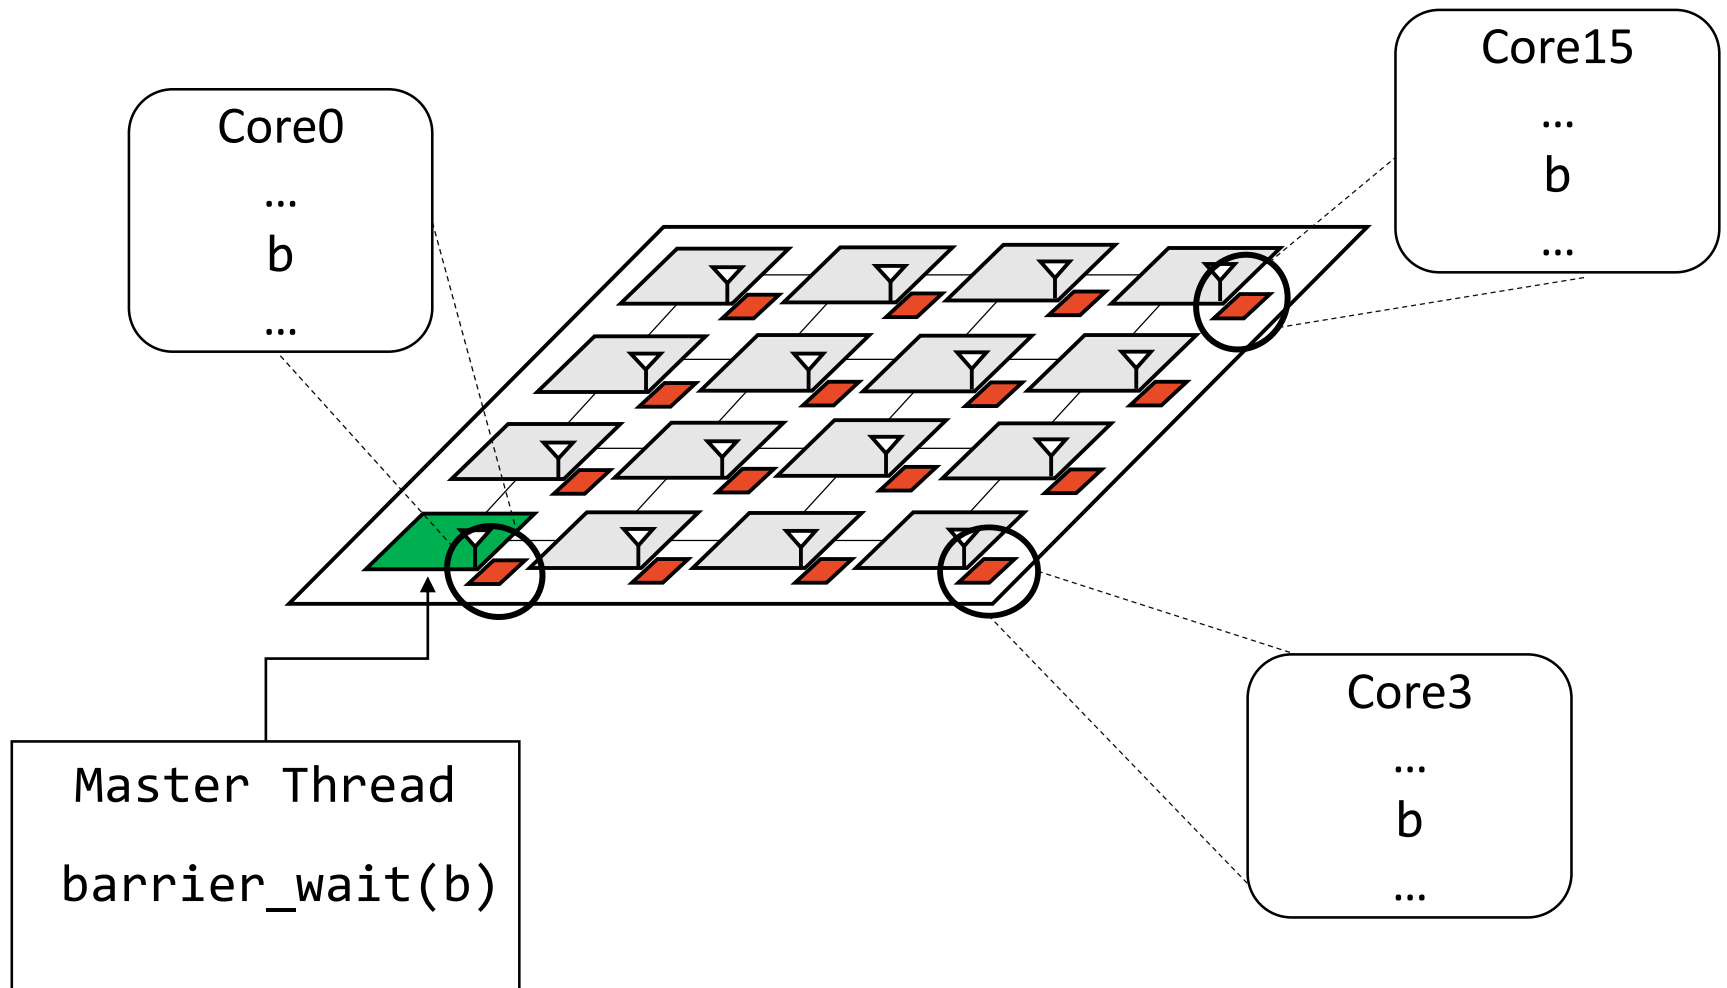 Core0
...
b
...
Core15
...
b
...
Core3
...
b
...
Master Thread
barrier_wait(b)